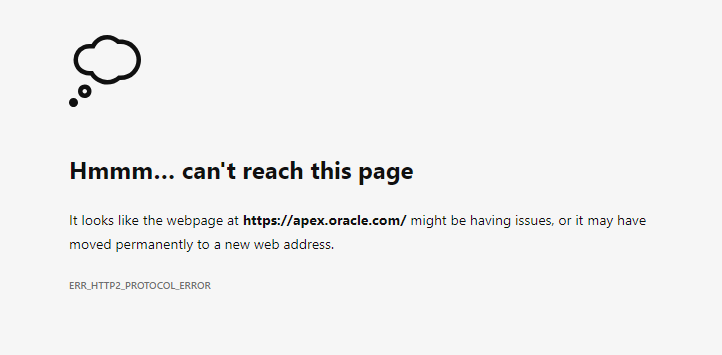 Hmmm... can't reach this page
It looks like the webpage at https://apex.oracle.com/ might be having issues, or it may have
moved permanently to a new web address.
ERR_HTTP2_PROTOCOL_ERROR